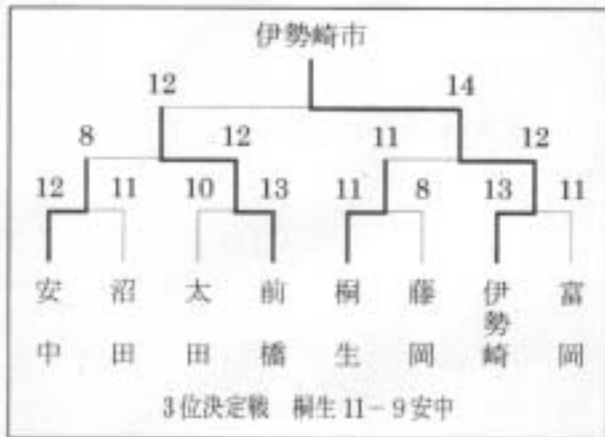 伊勢崎市
12 14
8 12 11 12
12 11 10 13 11 8 13 11
安中 沼田 太田 前橋 桐生 藤岡 伊勢崎 富岡
3位決定戦 桐生11－9安中